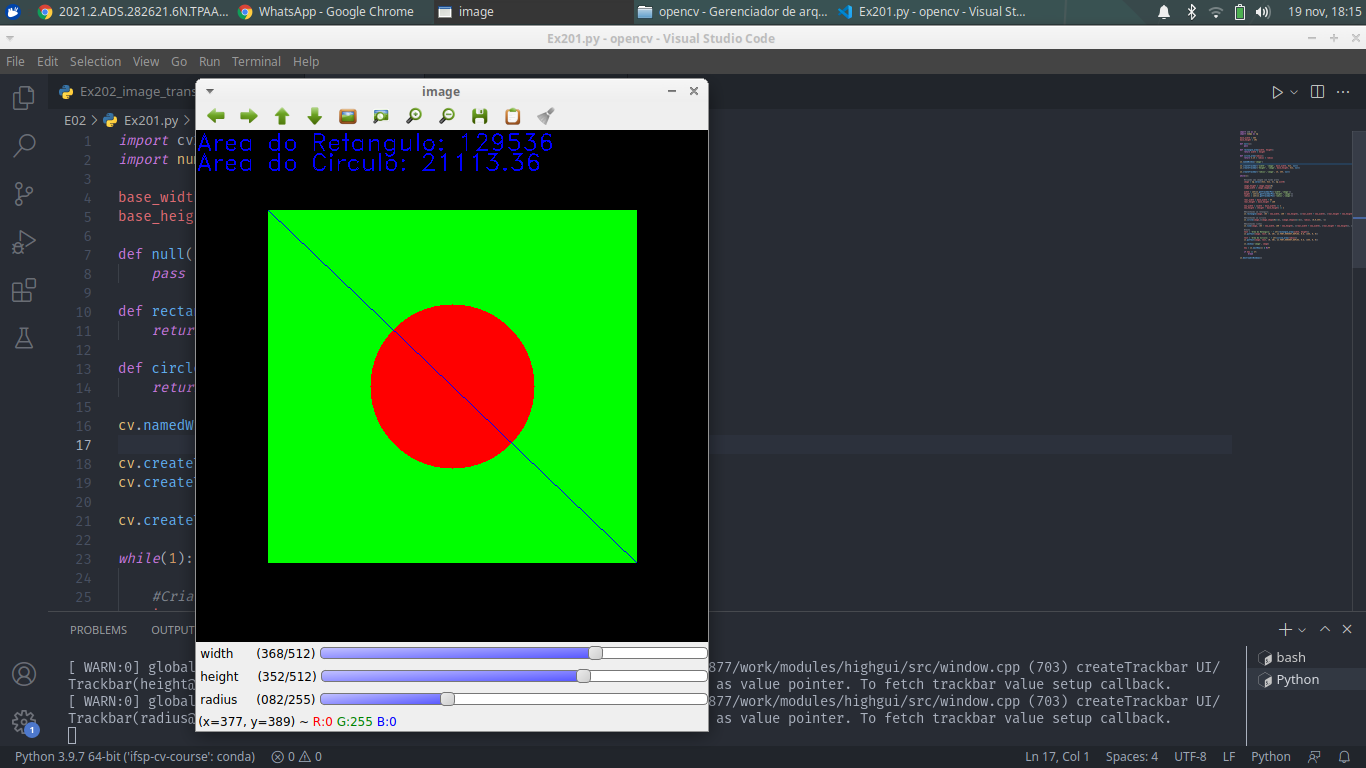 2021.2.ADS.282621.6N.TPAA...
WhatsApp - Google Chrome
image
opencv - Gerenciador de arq...
Ex201.py - opencv - Visual St...
19 nov, 18:15
Ex201.py - opencv - Visual Studio Code
File Edit Selection View Go Run Terminal Help
Ex202_image_trans
E02 > Ex201.py >
1 import cv
2 import num
3
4 base_widt
5 base_heig
6
7 def null(
8 pass
9
10 def recta
11 retur
12
13 def circl
14 retur
15
16 cv.namedW
17
18 cv.create
19 cv.create
20
21 cv.create
22
23 while(1):
24
25 #Cria
image
Area do Retangulo: 129536
Area do Circulo: 21113.36
width (368/512)
height (352/512)
radius (082/255)
(x=377, y=389) ~ R:0 G:255 B:0
PROBLEMS OUTPUT
[ WARN:0] global 877/work/modules/highgui/src/window.cpp (703) createTrackbar UI/
Trackbar(height@ as value pointer. To fetch trackbar value setup callback.
[ WARN:0] global 877/work/modules/highgui/src/window.cpp (703) createTrackbar UI/
Trackbar(radius@ as value pointer. To fetch trackbar value setup callback.
bash
Python
1
Python 3.9.7 64-bit ('ifsp-cv-course': conda) 0 0 Ln 17, Col 1 Spaces: 4 UTF-8 LF Python